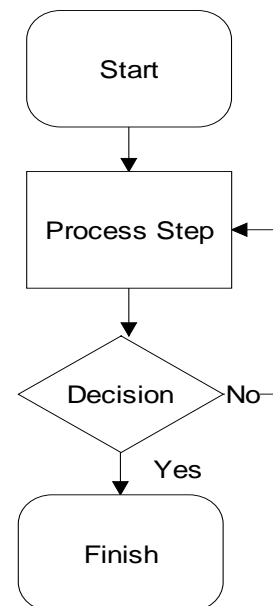 Start
Process Step
Decision
No
Yes
Finish